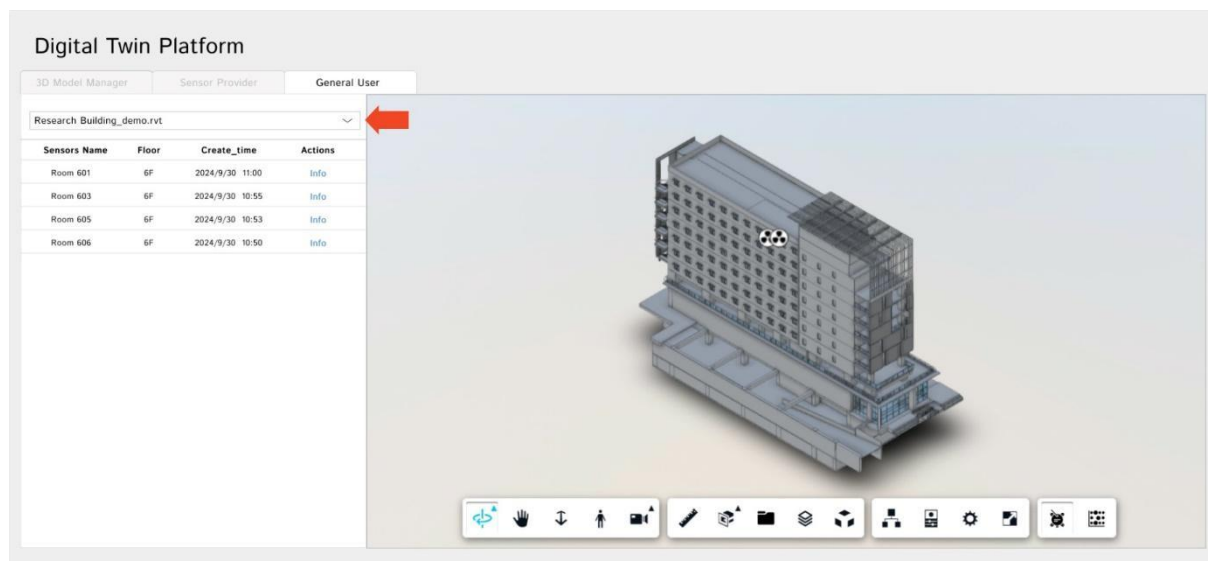 Digital Twin Platform
3D Model Manager Sensor Provider General User
Research Building_demo.rvt
Sensors Name Floor Create_time Actions
Room 601 6F 2024/9/30 11:00 Info
Room 603 6F 2024/9/30 10:55 Info
Room 605 6F 2024/9/30 10:53 Info
Room 606 6F 2024/9/30 10:50 Info